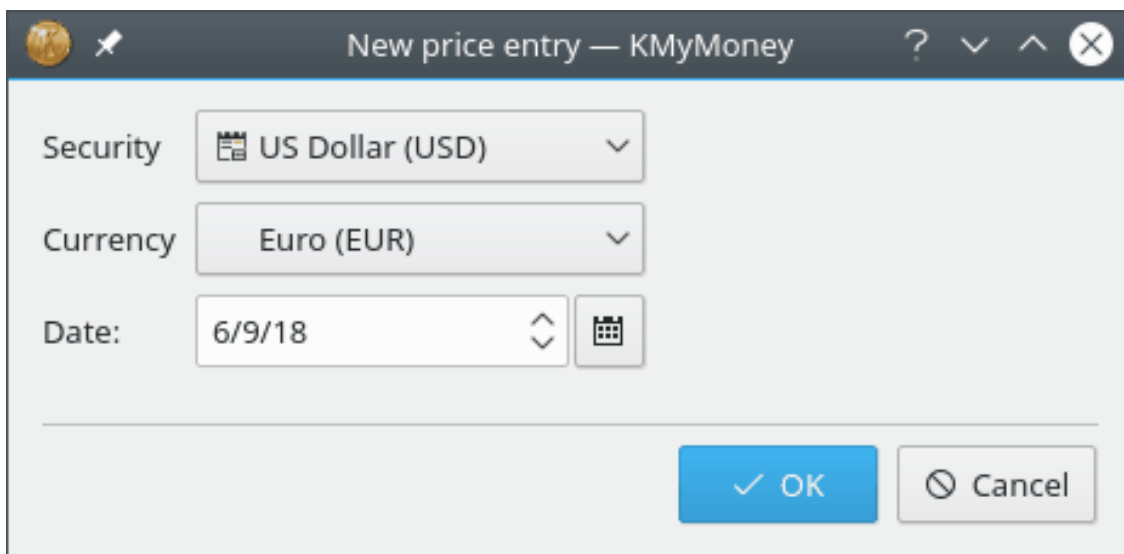 New price entry — KMyMoney
Security US Dollar (USD)
Currency Euro (EUR)
Date: 6/9/18
OK Cancel